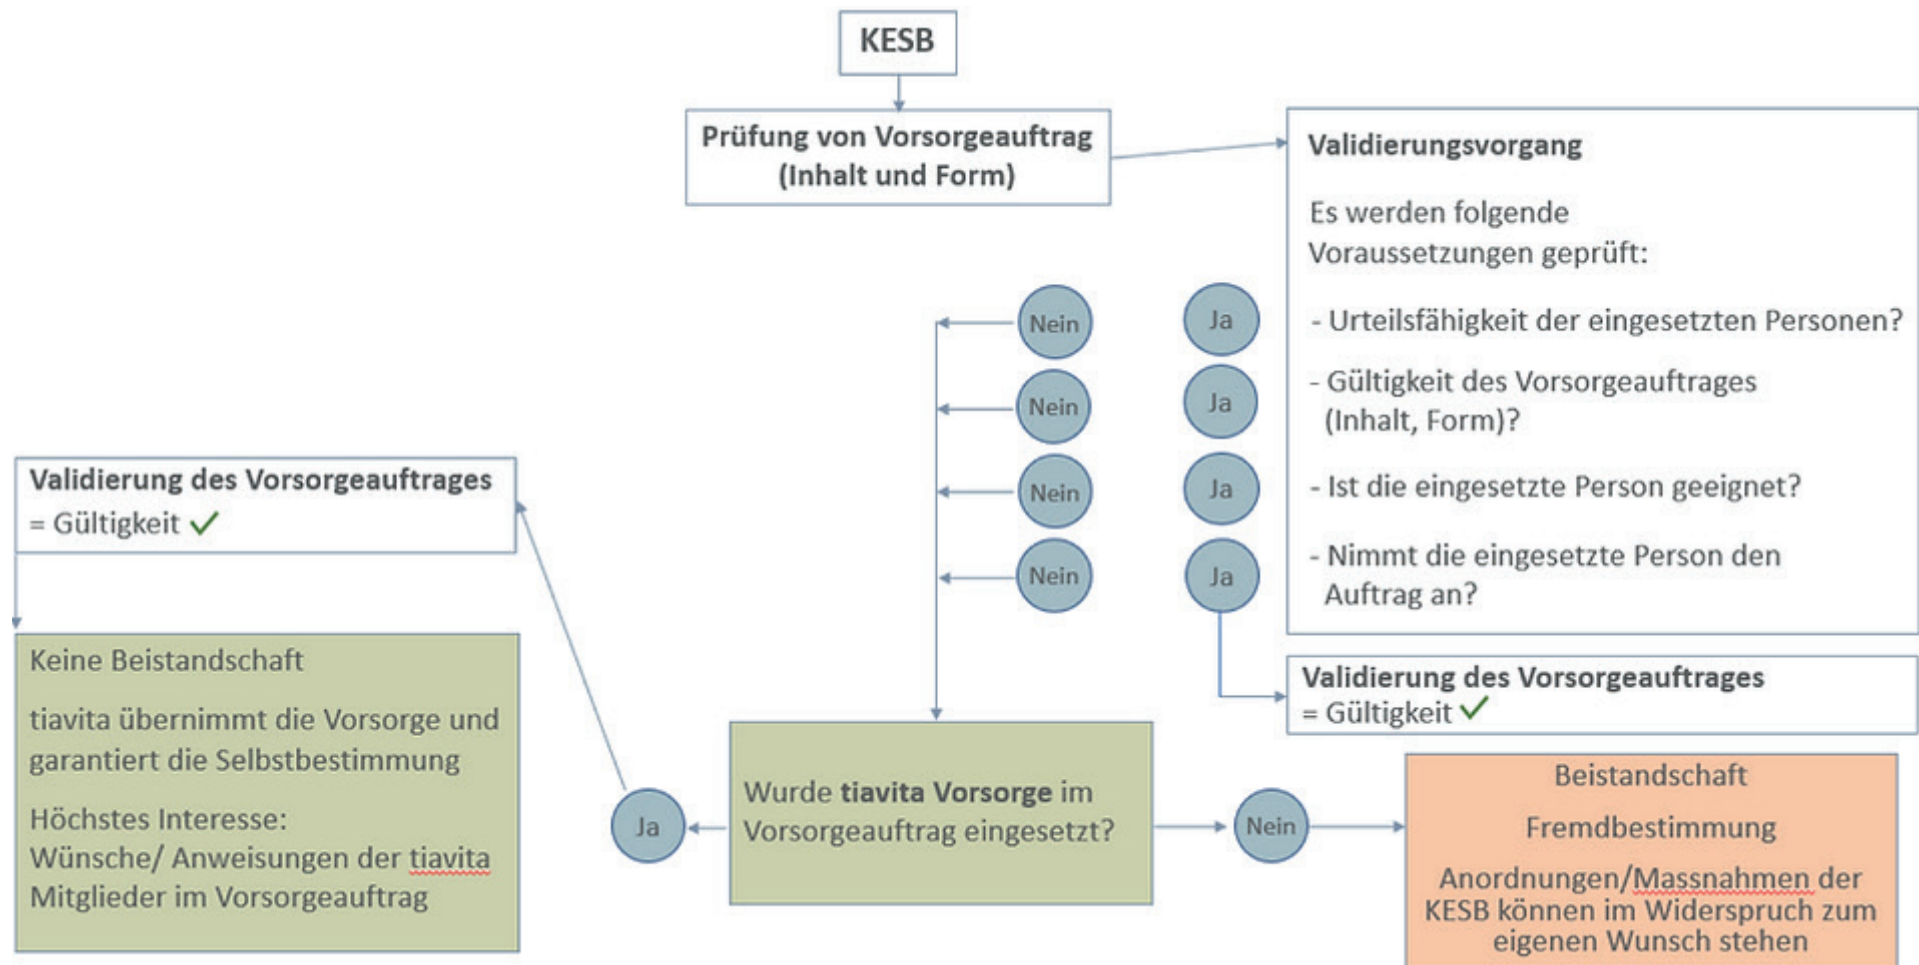 KESB
Prüfung von Vorsorgeauftrag
(Inhalt und Form)
Validierungsvorgang
Es werden folgende
Voraussetzungen geprüft:
Nein
Ja
- Urteilsfähigkeit der eingesetzten Personen?
Nein
Ja
- Gültigkeit des Vorsorgeauftrages
(Inhalt, Form)?
Nein
Ja
- Ist die eingesetzte Person geeignet?
Nein
Ja
- Nimmt die eingesetzte Person den
Auftrag an?
Validierung des Vorsorgeauftrages
= Gültigkeit ✓
Validierung des Vorsorgeauftrages
= Gültigkeit ✓
Keine Beistandschaft
tiavita übernimmt die Vorsorge und
garantiert die Selbstbestimmung
Höchstes Interesse:
Wünsche/ Anweisungen der tiavita
Mitglieder im Vorsorgeauftrag
Ja
Wurde tiavita Vorsorge im
Vorsorgeauftrag eingesetzt?
Nein
Beistandschaft
Fremdbestimmung
Anordnungen/Massnahmen der
KESB können im Widerspruch zum
eigenen Wunsch stehen